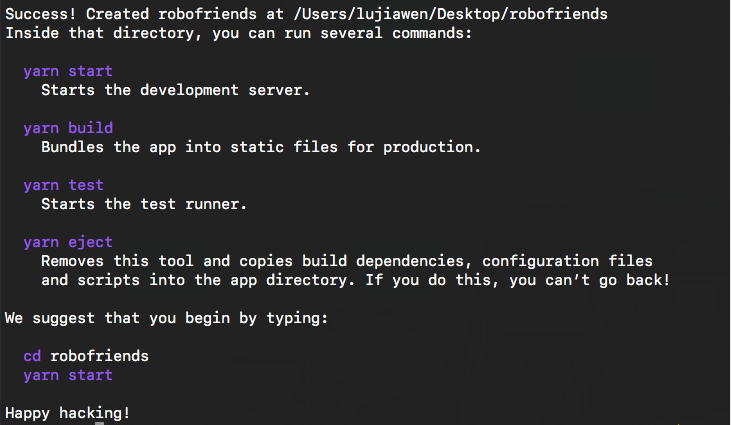 Success! Created robofriends at /Users/lujiawen/Desktop/robofriends
Inside that directory, you can run several commands:
yarn start
Starts the development server.
yarn build
Bundles the app into static files for production.
yarn test
Starts the test runner.
yarn eject
Removes this tool and copies build dependencies, configuration files
and scripts into the app directory. If you do this, you can’t go back!
We suggest that you begin by typing:
cd robofriends
yarn start
Happy hacking!